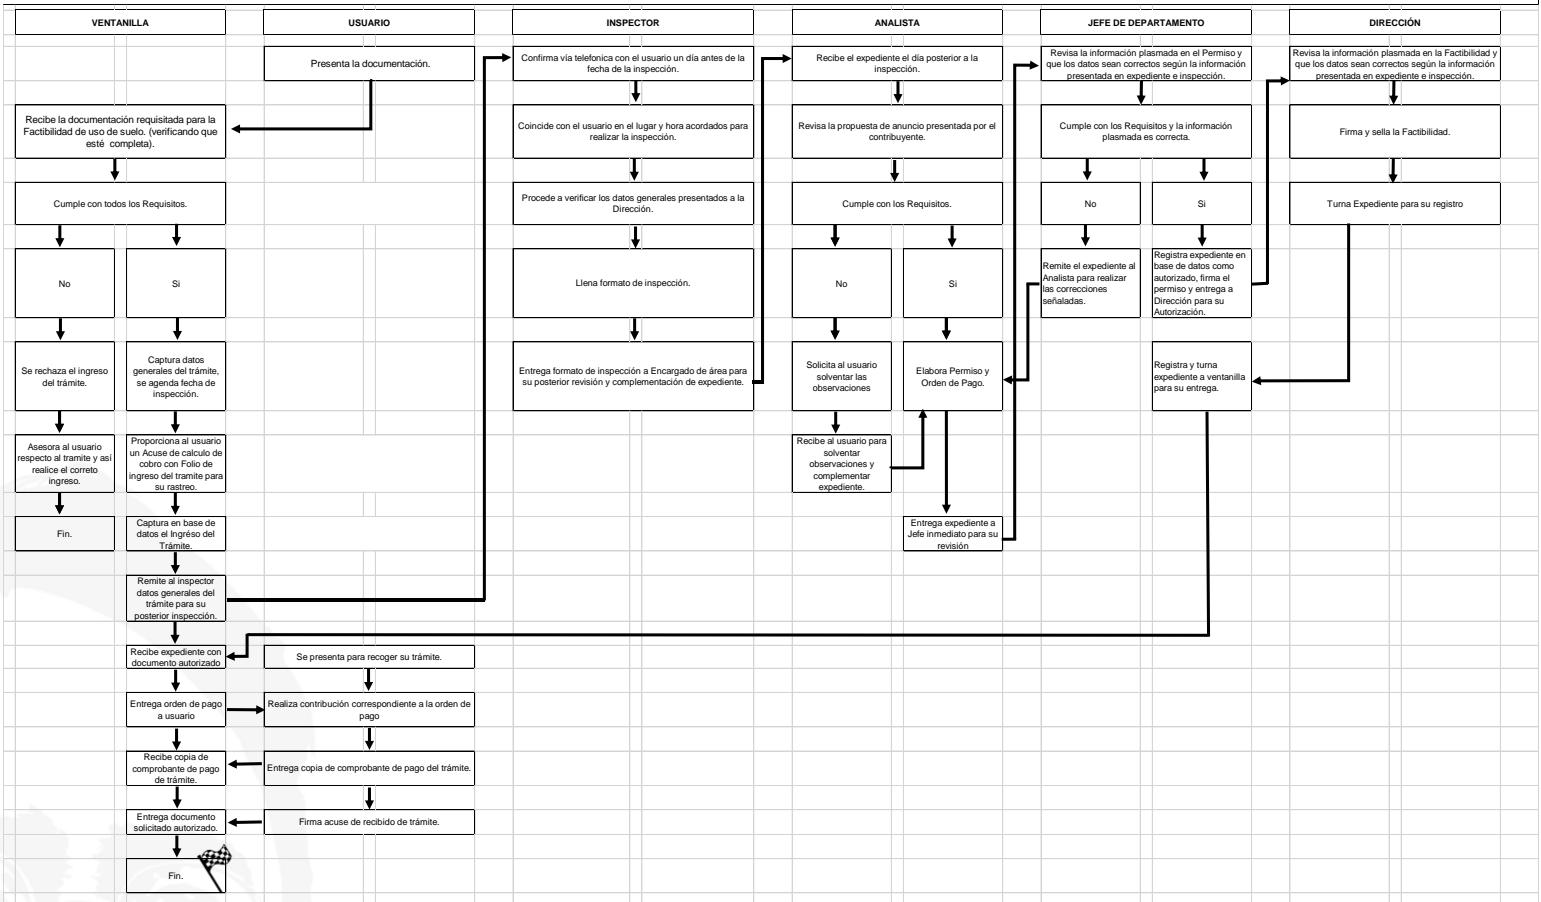 VENTANILLA
USUARIO
INSPECTOR
ANALISTA
JEFE DE DEPARTAMENTO
DIRECCIÓN
Presenta la documentación.
Recibe la documentación requisitada para la
Factibilidad de uso de suelo. (verificando que
esté completa).
Cumple con todos los Requisitos.
No
Si
Se rechaza el ingreso
del trámite.
Captura datos
generales del trámite,
se agenda fecha de
inspección.
Asesora al usuario
respecto al tramite y así
realice el correto
ingreso.
Proporciona al usuario
un Acuse de calculo de
cobro con Folio de
ingreso del tramite para
su rastreo.
Fin.
Captura en base de
datos el Ingréso del
Trámite.
Remite al inspector
datos generales del
trámite para su
posterior inspección.
Recibe expediente con
documento autorizado
Se presenta para recoger su trámite.
Entrega orden de pago
a usuario
Realiza contribución correspondiente a la orden de
pago
Recibe copia de
comprobante de pago
de trámite.
Entrega copia de comprobante de pago del trámite.
Entrega documento
solicitado autorizado.
Firma acuse de recibido de trámite.
Fin.
Confirma vía telefonica con el usuario un día antes de la
fecha de la inspección.
Coincide con el usuario en el lugar y hora acordados para
realizar la inspección.
Procede a verificar los datos generales presentados a la
Dirección.
Llena formato de inspección.
Entrega formato de inspección a Encargado de área para
su posterior revisión y complementación de expediente.
Recibe el expediente el día posterior a la
inspección.
Revisa la propuesta de anuncio presentada por el
contribuyente.
Cumple con los Requisitos.
No
Si
Solicita al usuario
solventar las
observaciones
Elabora Permiso y
Orden de Pago.
Recibe al usuario para
solventar
observaciones y
complementar
expediente.
Entrega expediente a
Jefe inmediato para su
revisión
Revisa la información plasmada en el Permiso y
que los datos sean correctos según la información
presentada en expediente e inspección.
Cumple con los Requisitos y la información
plasmada es correcta.
No
Si
Remite el expediente al
Analista para realizar
las correcciones
señaladas.
Registra expediente en
base de datos como
autorizado, firma el
permiso y entrega a
Dirección para su
Autorización.
Registra y turna
expediente a ventanilla
para su entrega.
Revisa la información plasmada en la Factibilidad y
que los datos sean correctos según la información
presentada en expediente e inspección.
Firma y sella la Factibilidad.
Turna Expediente para su registro